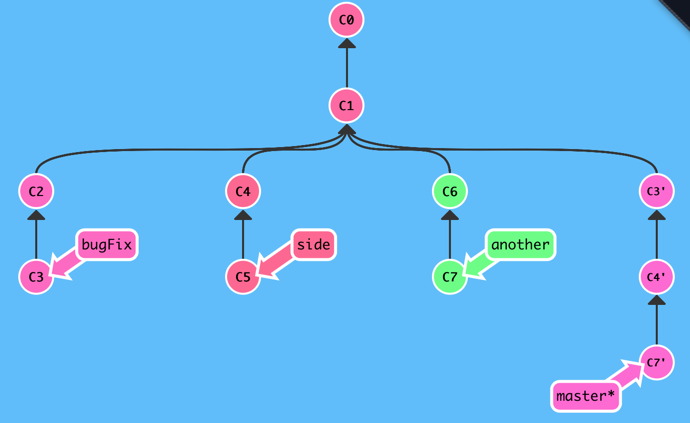 C0
C1
C2 C4 C6 C3'
bugFix side another
C3 C5 C7 C4'
C7'
master*